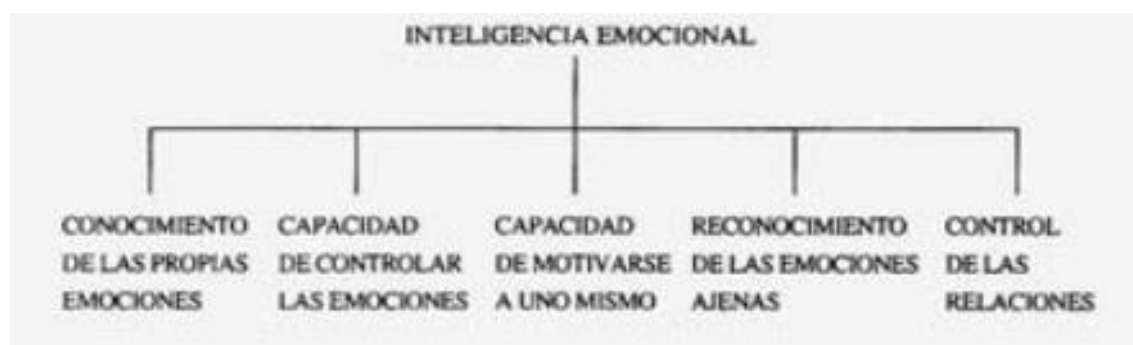 INTELIGENCIA EMOCIONAL
CONOCIMIENTO
DE LAS PROPIAS
EMOCIONES
CAPACIDAD
DE CONTROLAR
LAS EMOCIONES
CAPACIDAD
DE MOTIVARSE
A UNO MISMO
RECONOCIMIENTO
DE LAS EMOCIONES
AJENAS
CONTROL
DE LAS
RELACIONES